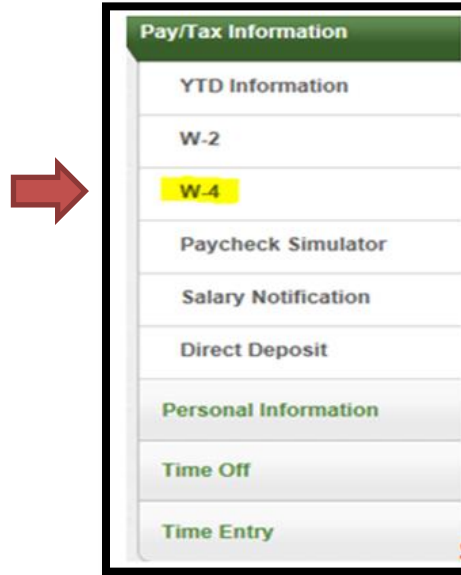 Pay/Tax Information
YTD Information
W-2
W-4
Paycheck Simulator
Salary Notification
Direct Deposit
Personal Information
Time Off
Time Entry